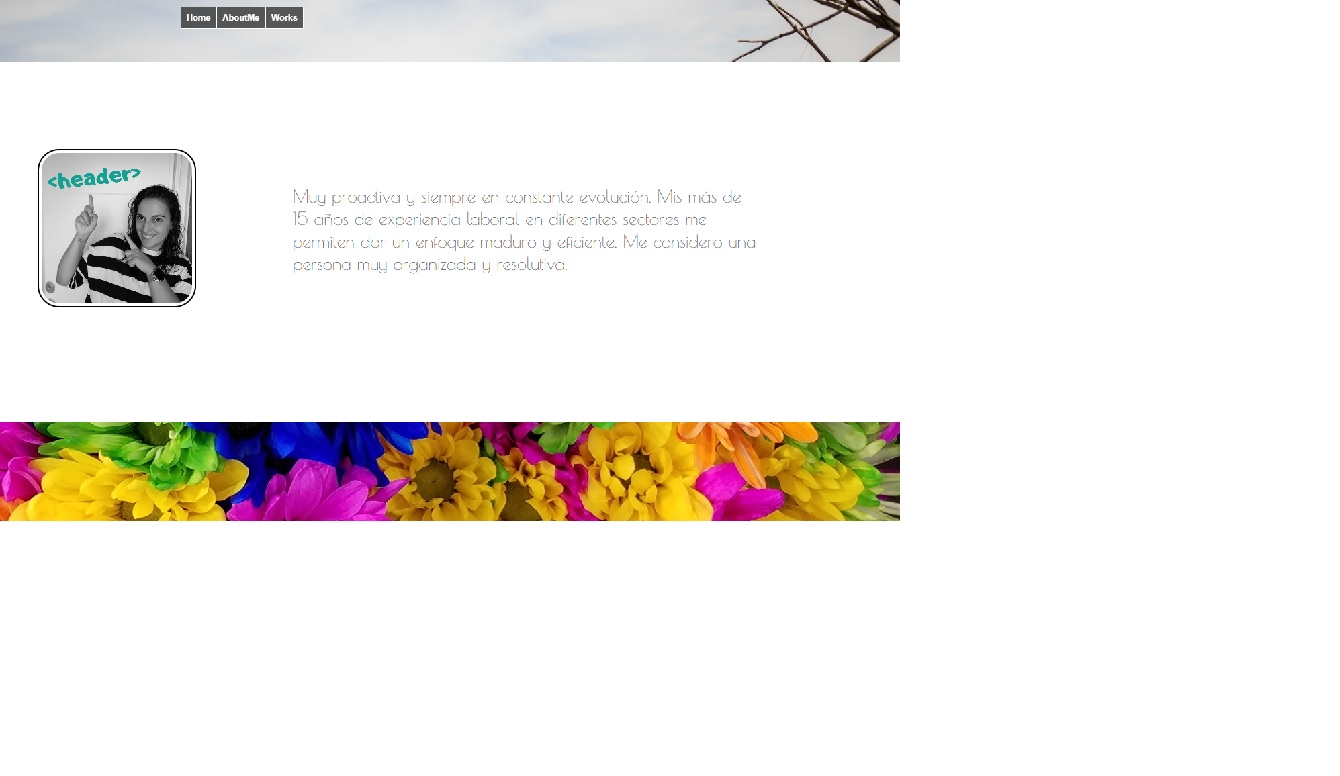 Home AboutMe Works
<header>
Muy proactiva y siempre en constante evolución. Mis más de
15 años de experiencia laboral en diferentes sectores me
permiten dar un enfoque maduro y eficiente. Me considero una
persona muy organizada y resolutiva.